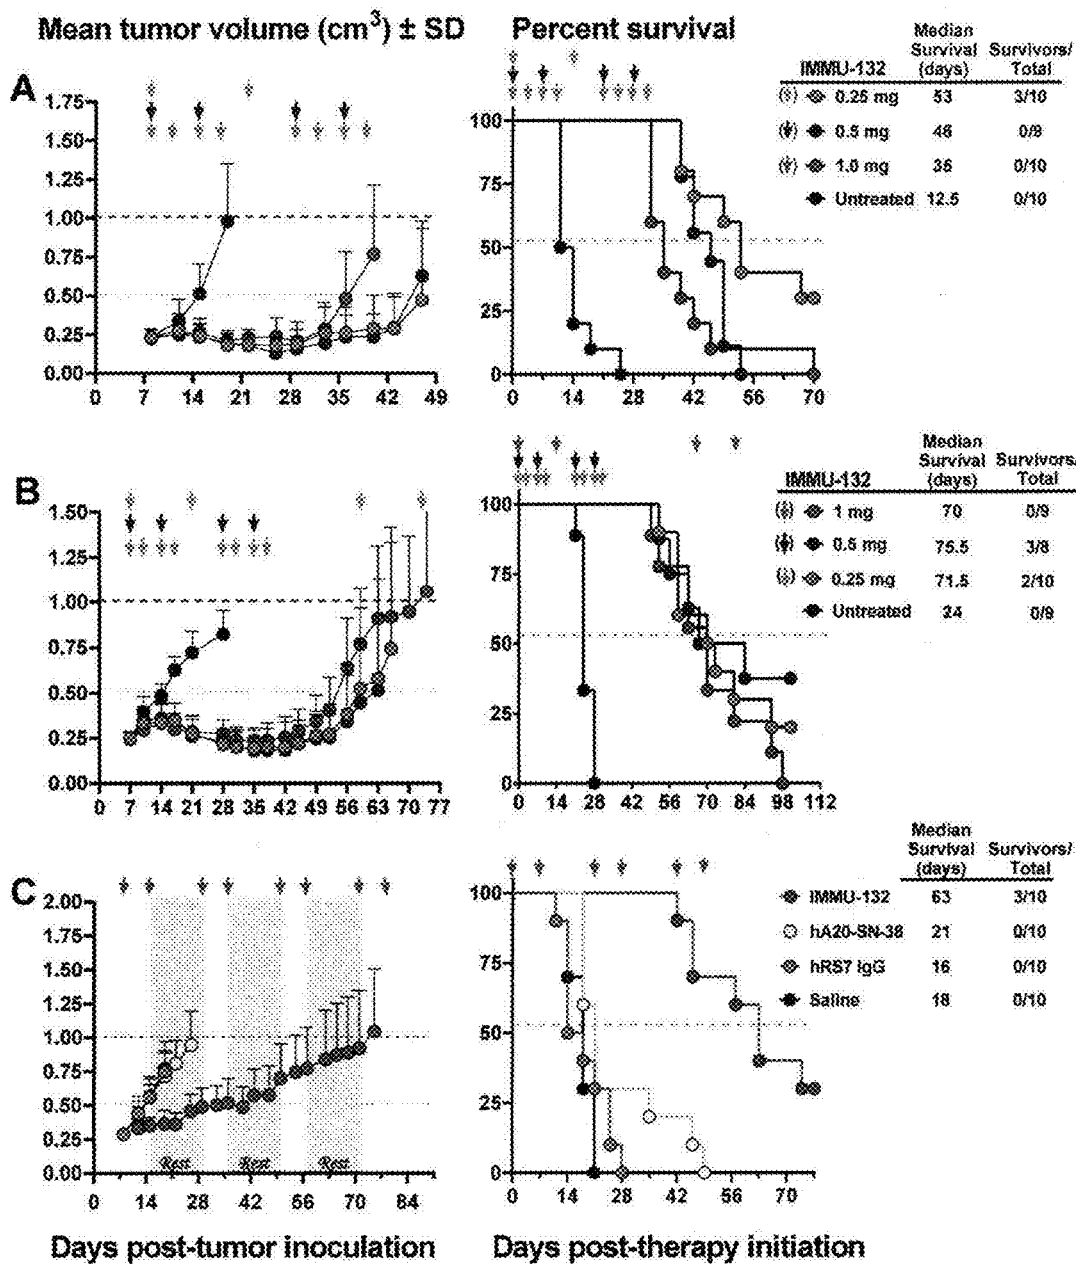 Mean tumor volume (cm3) ± SD
Percent survival
A
1.75
1.50
1.25
1.00
0.75
0.50
0.25
0.00
0 7 14 21 28 35 42 49
100
75
50
25
0
0 14 28 42 56 70
Median
Survival Survivors/
IMMU-132 (days) Total
0.25 mg 53 3/10
0.5 mg 46 0/9
1.0 mg 35 0/10
Untreated 12.5 0/10
B
1.50
1.25
1.00
0.75
0.50
0.25
0.00
0 7 14 21 28 35 42 49 56 63 70 77
100
75
50
25
0
0 14 28 42 56 70 84 98 112
Median
Survival Survivors/
IMMU-132 (days) Total
1 mg 70 0/9
0.5 mg 75.5 3/8
0.25 mg 71.5 2/10
Untreated 24 0/9
C
2.00
1.75
1.50
1.25
1.00
0.75
0.50
0.25
0.00
Rest Rest Rest
0 14 28 42 56 70 84
100
75
50
25
0
0 14 28 42 56 70
Median
Survival Survivors/
(days) Total
IMMU-132 63 3/10
hA20-SN-38 21 0/10
hRS7 IgG 16 0/10
Saline 18 0/10
Days post-tumor inoculation
Days post-therapy initiation